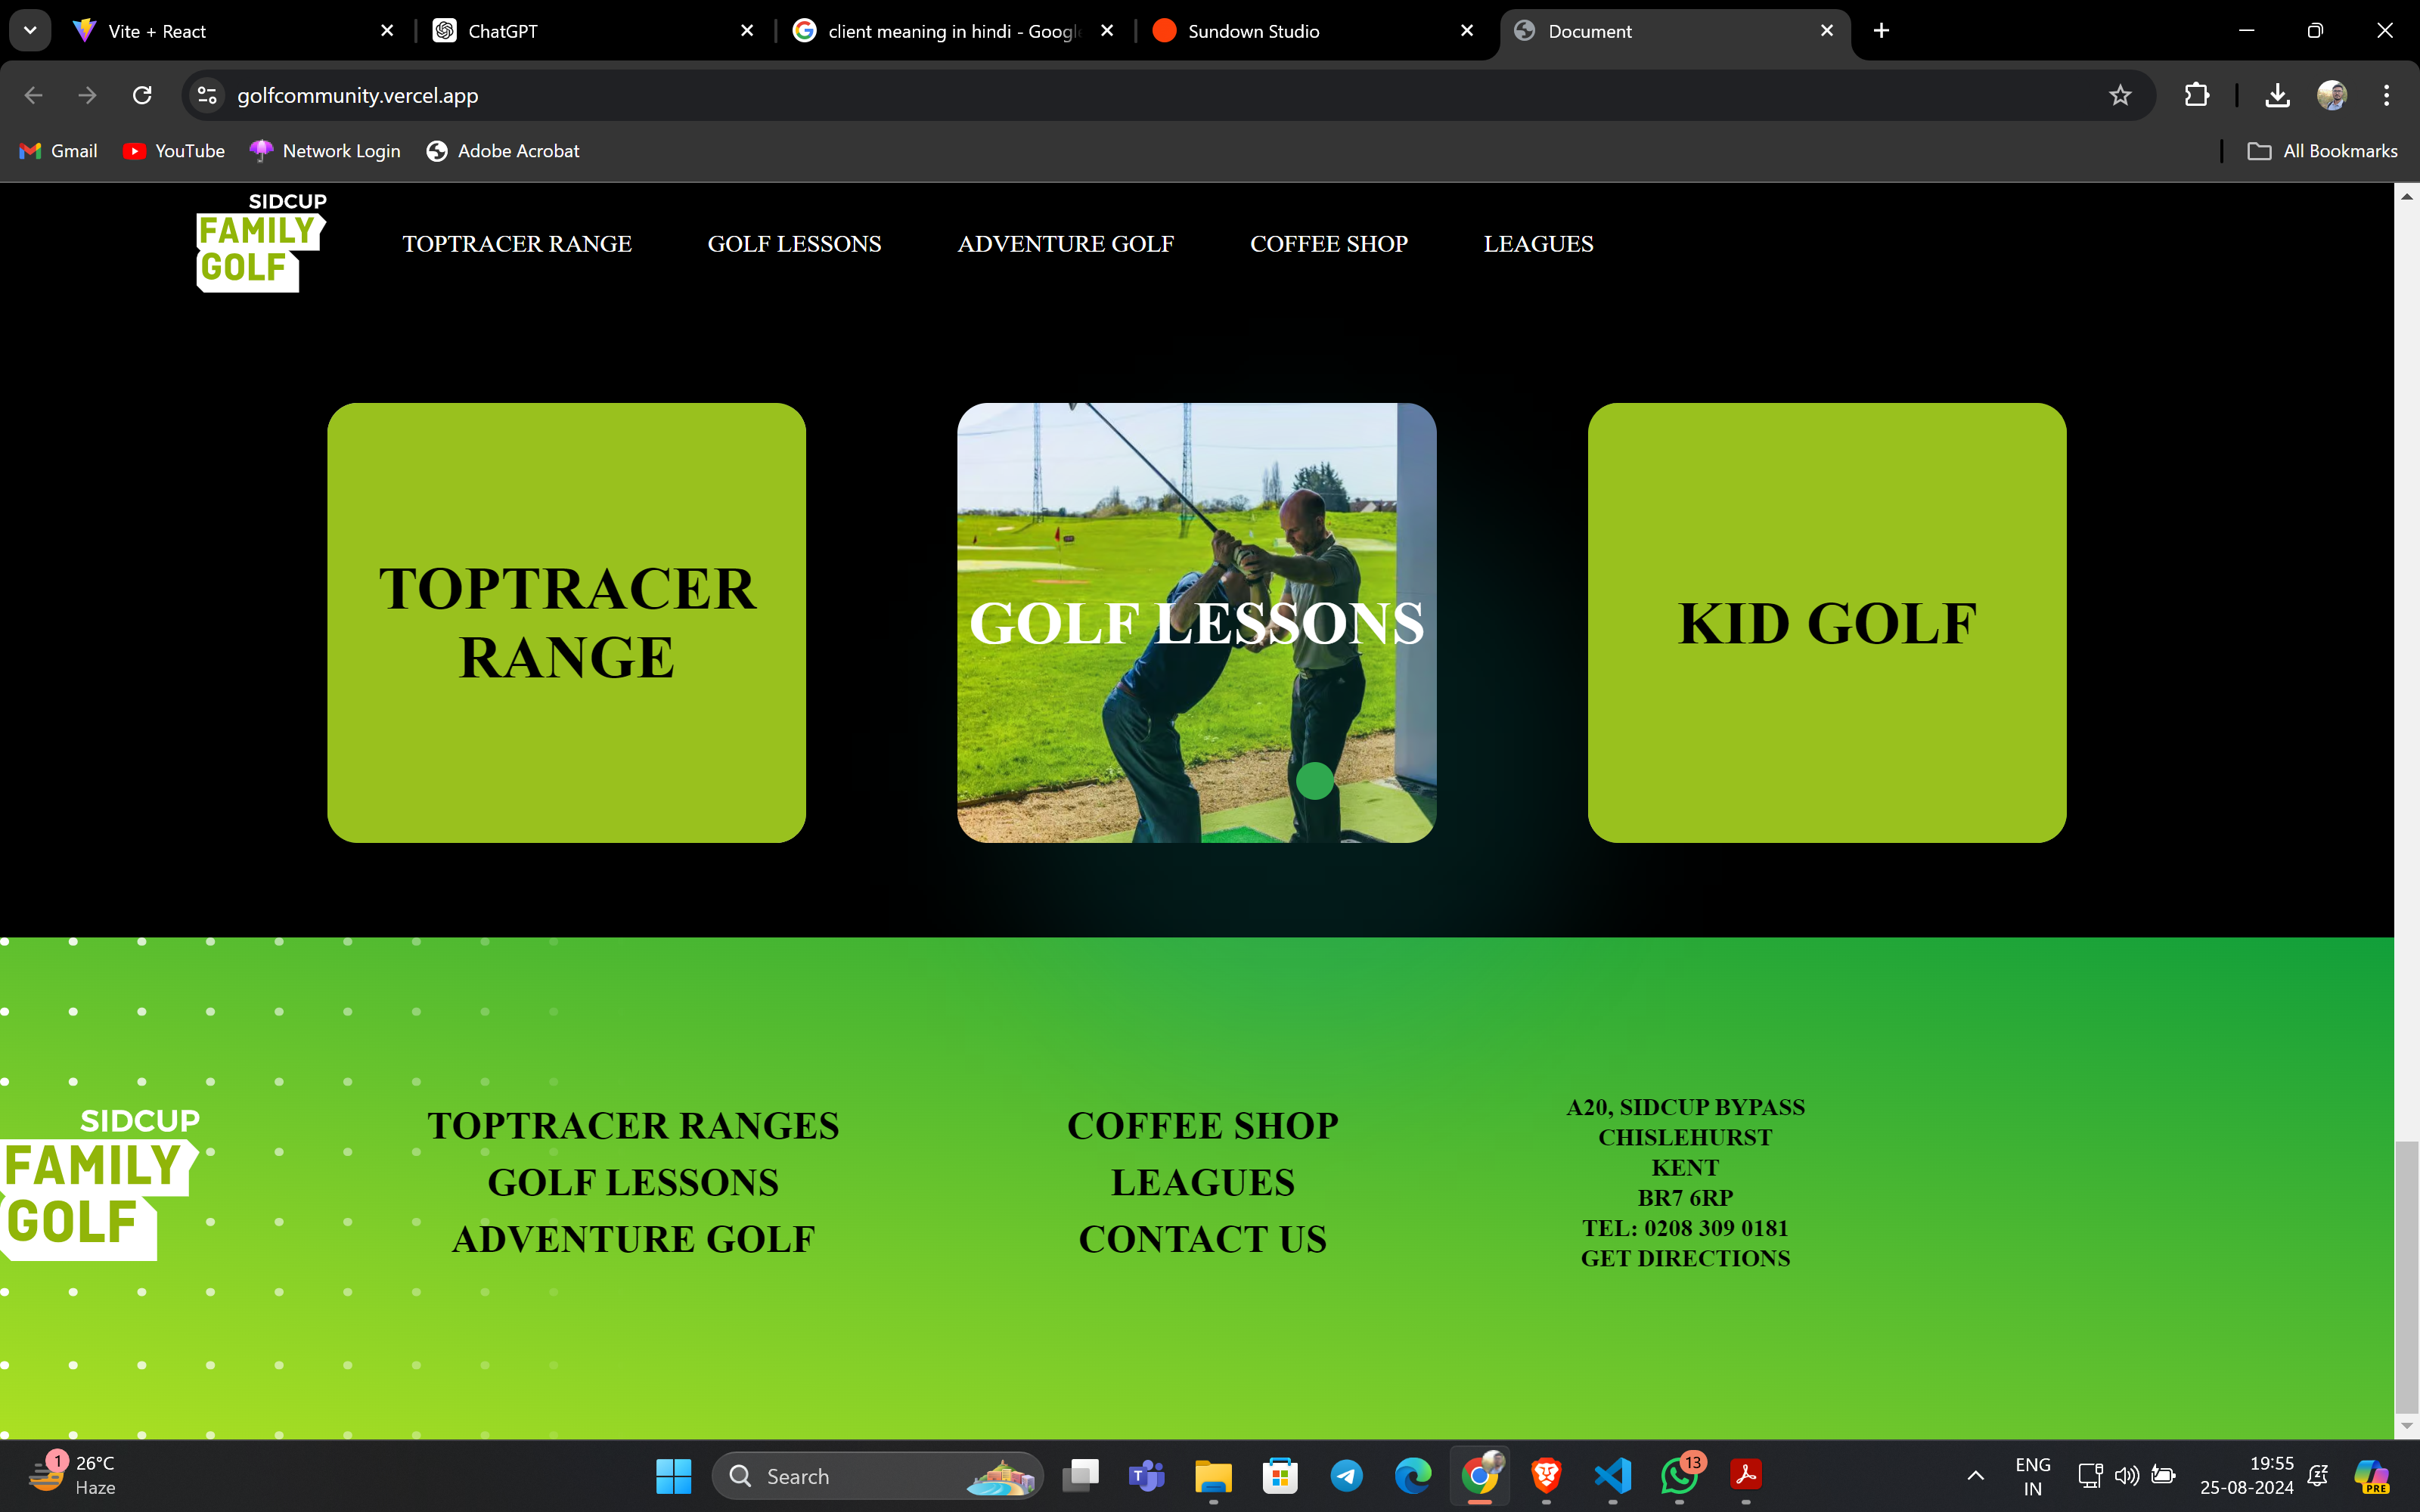 Vite + React
ChatGPT
client meaning in hindi - Googl
Sundown Studio
Document
golfcommunity.vercel.app
Gmail
YouTube
Network Login
Adobe Acrobat
All Bookmarks
SIDCUP
FAMILY
GOLF
TOPTRACER RANGE
GOLF LESSONS
ADVENTURE GOLF
COFFEE SHOP
LEAGUES
TOPTRACER
RANGE
GOLF LESSONS
KID GOLF
SIDCUP
FAMILY
GOLF
TOPTRACER RANGES
GOLF LESSONS
ADVENTURE GOLF
COFFEE SHOP
LEAGUES
CONTACT US
A20, SIDCUP BYPASS
CHISLEHURST
KENT
BR7 6RP
TEL: 0208 309 0181
GET DIRECTIONS
1
26°C
Haze
Search
T
13
ENG
IN
19:55
25-08-2024
PRE